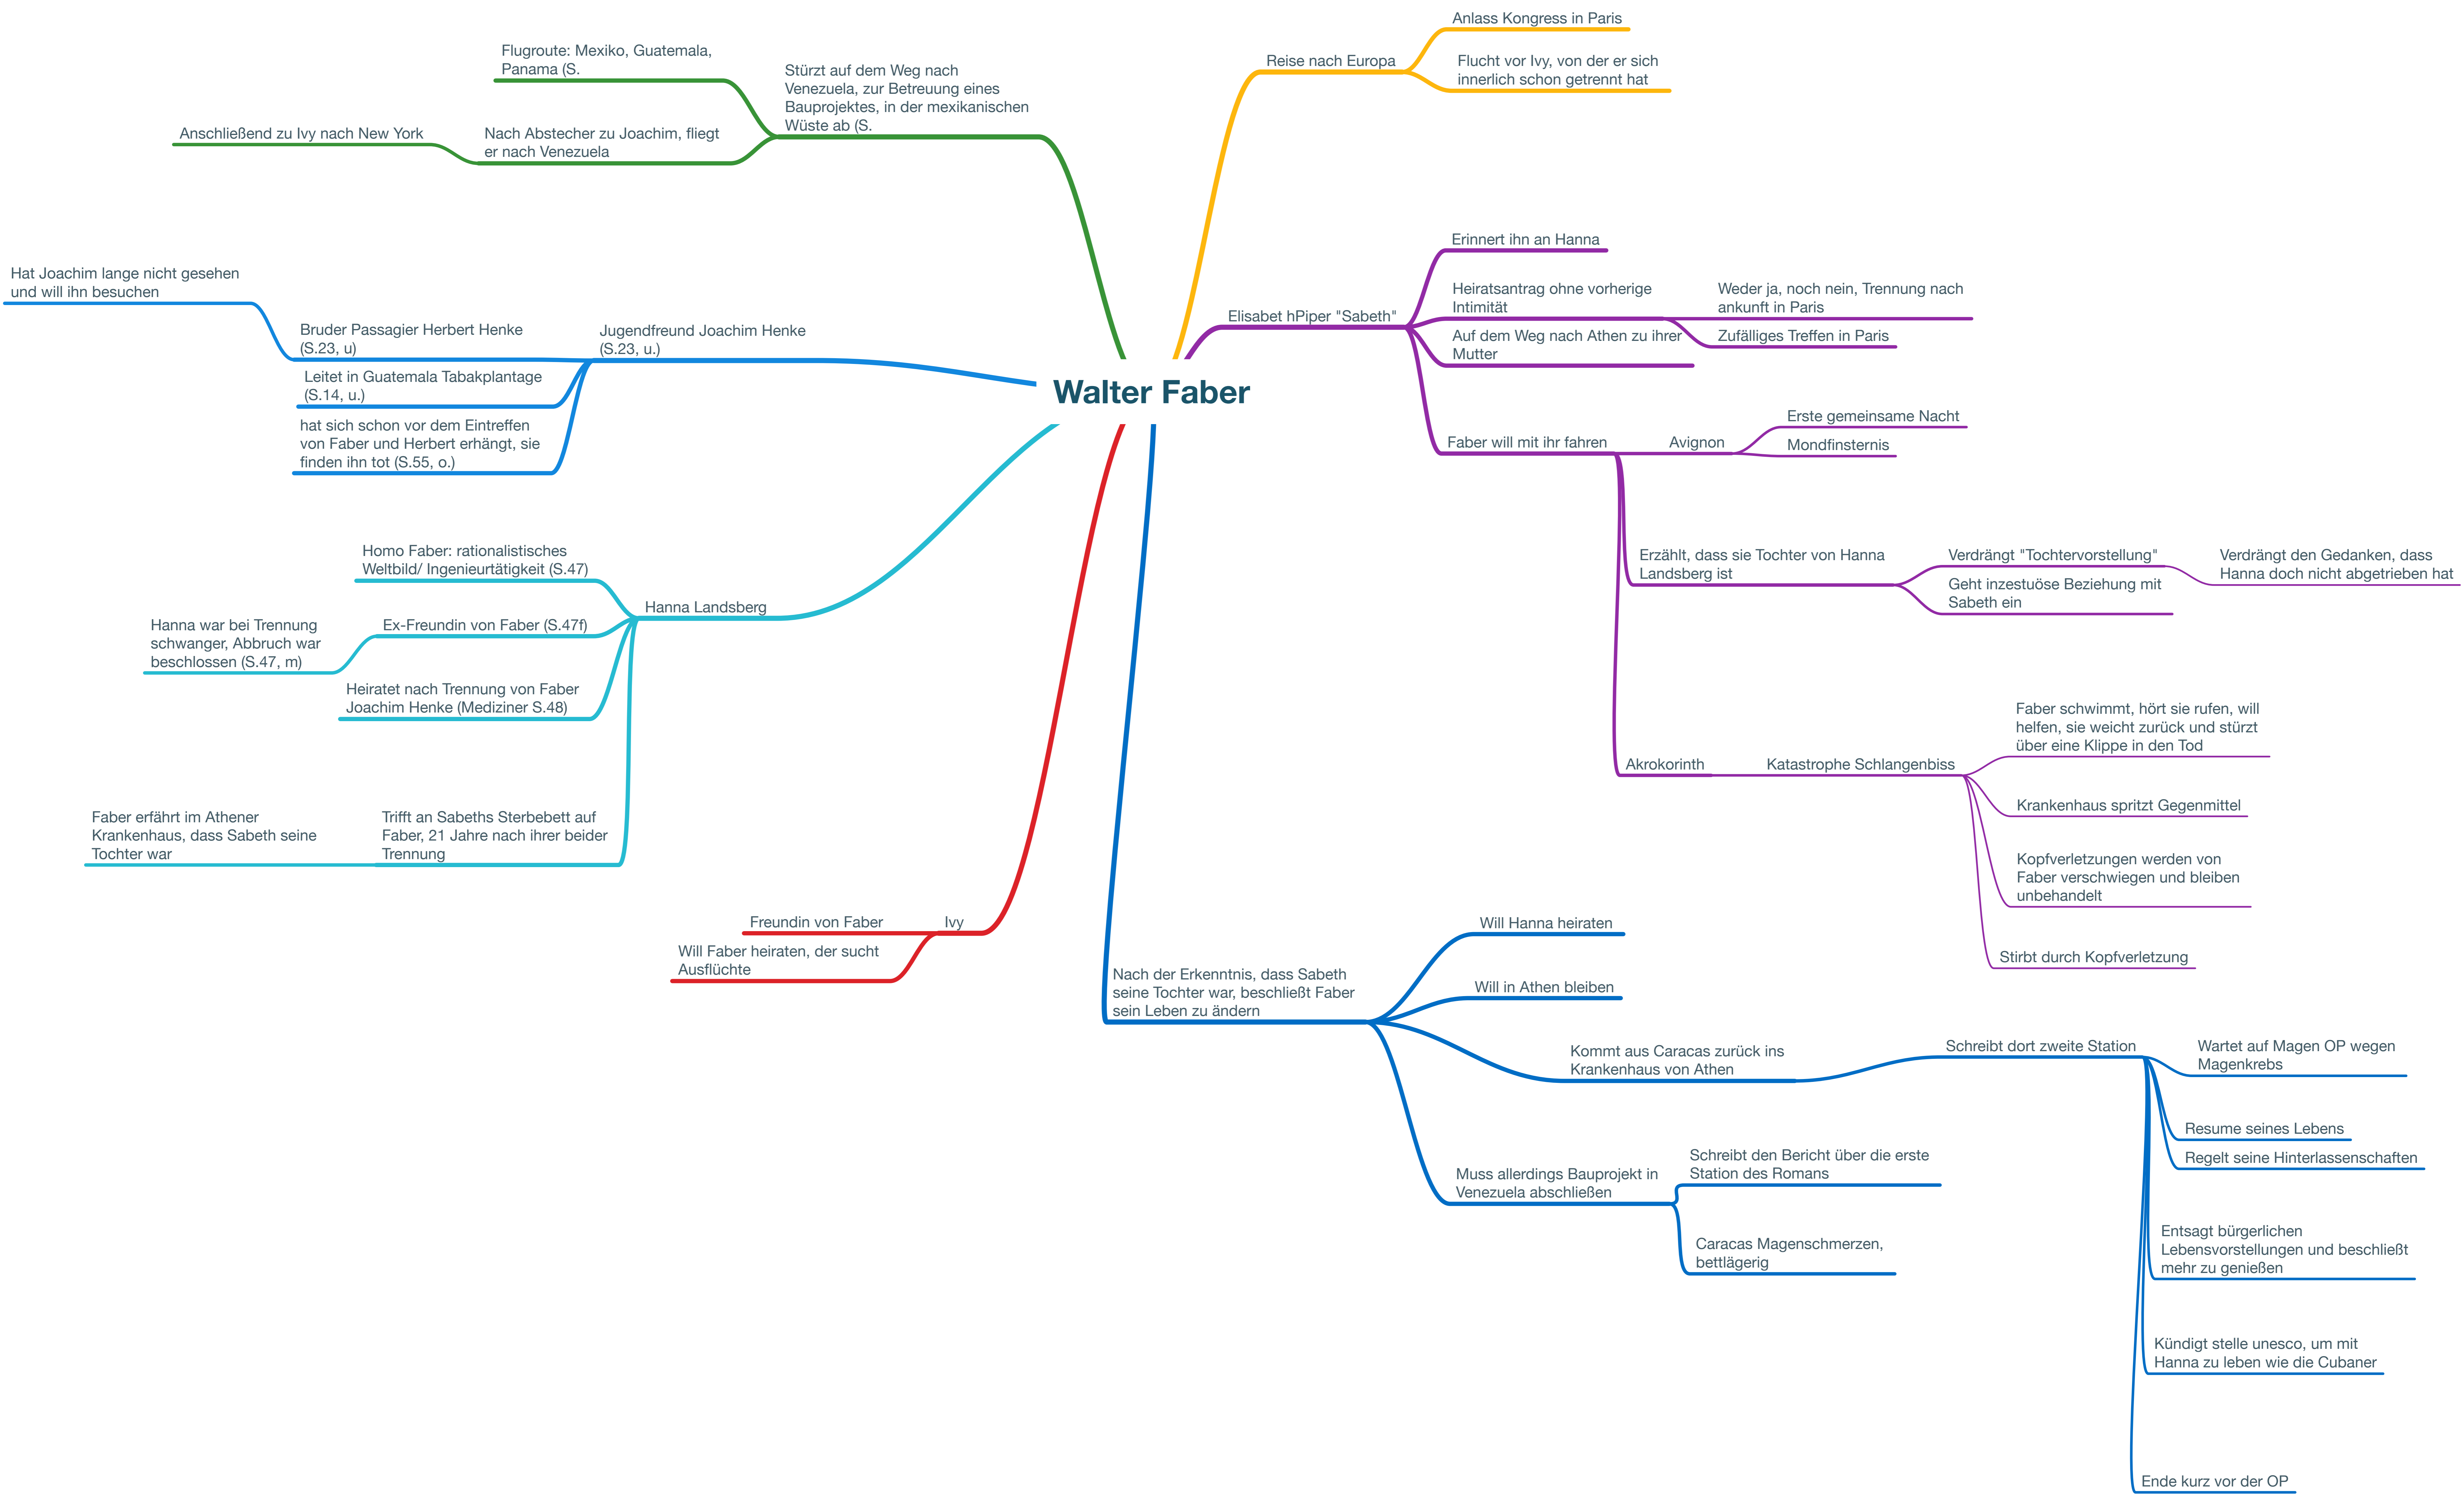 Walter Faber
Reise nach Europa
Anlass Kongress in Paris
Flucht vor Ivy, von der er sich
innerlich schon getrennt hat
Elisabet hPiper "Sabeth"
Erinnert ihn an Hanna
Heiratsantrag ohne vorherige
Intimität
Weder ja, noch nein, Trennung nach
ankunft in Paris
Zufälliges Treffen in Paris
Auf dem Weg nach Athen zu ihrer
Mutter
Faber will mit ihr fahren
Avignon
Erste gemeinsame Nacht
Mondfinsternis
Erzählt, dass sie Tochter von Hanna
Landsberg ist
Verdrängt "Tochtervorstellung"
Verdrängt den Gedanken, dass
Hanna doch nicht abgetrieben hat
Geht inzestuöse Beziehung mit
Sabeth ein
Akrokorinth
Katastrophe Schlangenbiss
Faber schwimmt, hört sie rufen, will
helfen, sie weicht zurück und stürzt
über eine Klippe in den Tod
Krankenhaus spritzt Gegenmittel
Kopfverletzungen werden von
Faber verschwiegen und bleiben
unbehandelt
Stirbt durch Kopfverletzung
Nach der Erkenntnis, dass Sabeth
seine Tochter war, beschließt Faber
sein Leben zu ändern
Will Hanna heiraten
Will in Athen bleiben
Kommt aus Caracas zurück ins
Krankenhaus von Athen
Schreibt dort zweite Station
Wartet auf Magen OP wegen
Magenkrebs
Resume seines Lebens
Regelt seine Hinterlassenschaften
Entsagt bürgerlichen
Lebensvorstellungen und beschließt
mehr zu genießen
Kündigt stelle unesco, um mit
Hanna zu leben wie die Cubaner
Ende kurz vor der OP
Muss allerdings Bauprojekt in
Venezuela abschließen
Schreibt den Bericht über die erste
Station des Romans
Caracas Magenschmerzen,
bettlägerig
Stürzt auf dem Weg nach
Venezuela, zur Betreuung eines
Bauprojektes, in der mexikanischen
Wüste ab (S.
Flugroute: Mexiko, Guatemala,
Panama (S.
Nach Abstecher zu Joachim, fliegt
er nach Venezuela
Anschließend zu Ivy nach New York
Jugendfreund Joachim Henke
(S.23, u.)
Bruder Passagier Herbert Henke
(S.23, u)
Hat Joachim lange nicht gesehen
und will ihn besuchen
Leitet in Guatemala Tabakplantage
(S.14, u.)
hat sich schon vor dem Eintreffen
von Faber und Herbert erhängt, sie
finden ihn tot (S.55, o.)
Hanna Landsberg
Homo Faber: rationalistisches
Weltbild/ Ingenieurtätigkeit (S.47)
Ex-Freundin von Faber (S.47f)
Hanna war bei Trennung
schwanger, Abbruch war
beschlossen (S.47, m)
Heiratet nach Trennung von Faber
Joachim Henke (Mediziner S.48)
Trifft an Sabeths Sterbebett auf
Faber, 21 Jahre nach ihrer beider
Trennung
Faber erfährt im Athener
Krankenhaus, dass Sabeth seine
Tochter war
Ivy
Freundin von Faber
Will Faber heiraten, der sucht
Ausflüchte